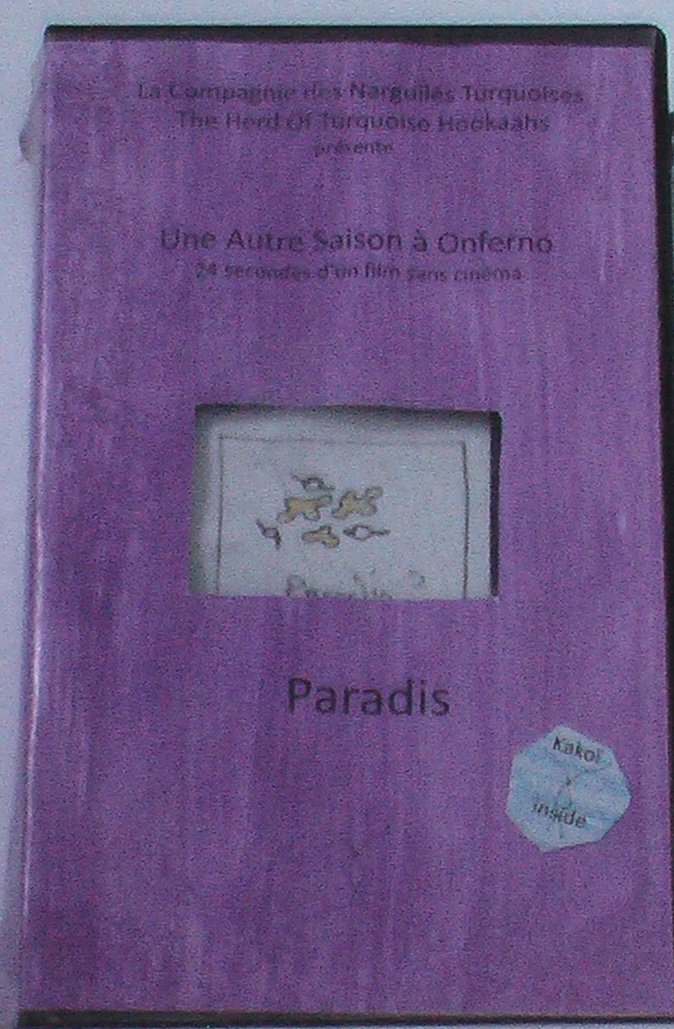 La Compagnie des Narguilés Turquoises
The Herd Of Turquoise Hookaahs
présente
Une Autre Saison à Onferno
24 secondes d'un film sans cinéma
Paradis
Kakoï
inside